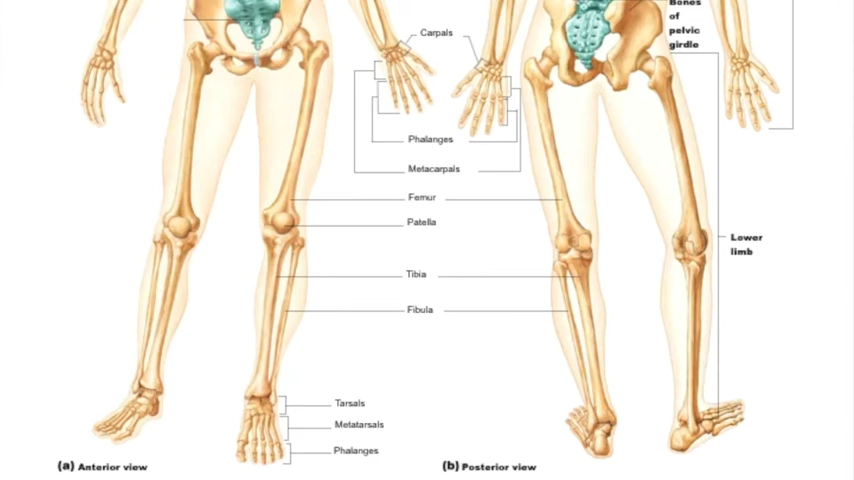 Bones
of
pelvic
girdle
Carpals
Phalanges
Metacarpals
Femur
Patella
Lower
limb
Tibia
Fibula
Tarsals
Metatarsals
Phalanges
(a) Anterior view
(b) Posterior view